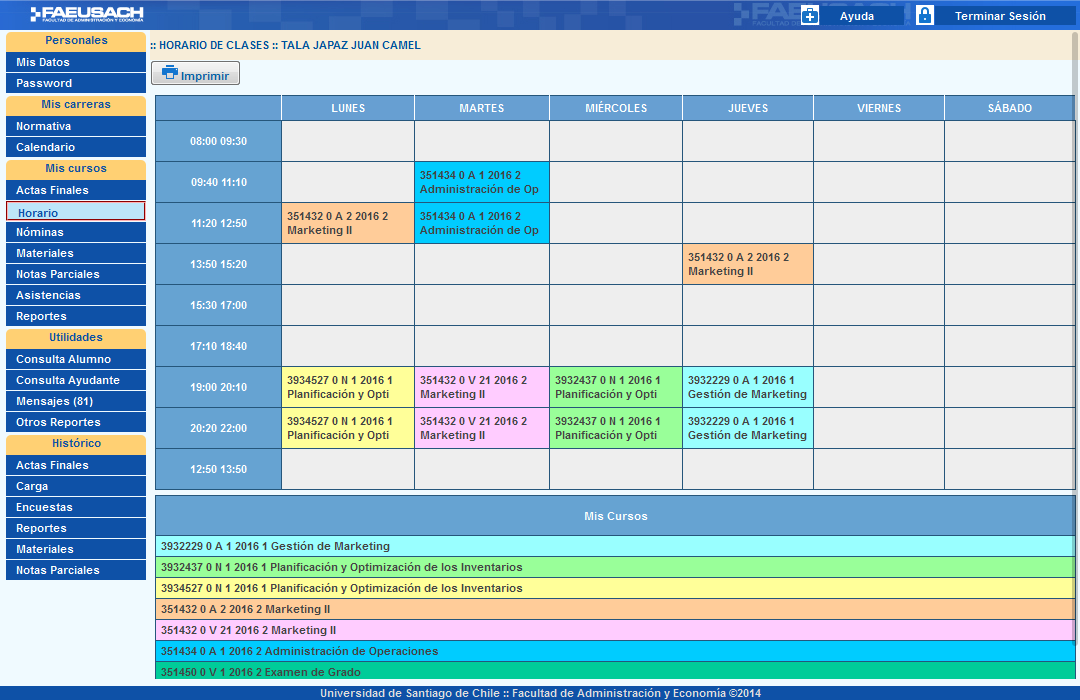 FAEUSACH
FACULTAD DE ADMINISTRACIÓN Y ECONOMÍA
FAEUSACH
Ayuda
Terminar Sesión
Personales
Mis Datos
Password
Mis carreras
Normativa
Calendario
Mis cursos
Actas Finales
Horario
Nóminas
Materiales
Notas Parciales
Asistencias
Reportes
Utilidades
Consulta Alumno
Consulta Ayudante
Mensajes (81)
Otros Reportes
Histórico
Actas Finales
Carga
Encuestas
Reportes
Materiales
Notas Parciales
:: HORARIO DE CLASES :: TALA JAPAZ JUAN CAMEL
Imprimir
LUNES MARTES MIÉRCOLES JUEVES VIERNES SÁBADO
08:00 09:30
09:40 11:10
351434 0 A 1 2016 2
Administración de Op
11:20 12:50
351432 0 A 2 2016 2
Marketing II
351434 0 A 1 2016 2
Administración de Op
13:50 15:20
351432 0 A 2 2016 2
Marketing II
15:30 17:00
17:10 18:40
19:00 20:10
3934527 0 N 1 2016 1
Planificación y Opti
351432 0 V 21 2016 2
Marketing II
3932437 0 N 1 2016 1
Planificación y Opti
3932229 0 A 1 2016 1
Gestión de Marketing
20:20 22:00
3934527 0 N 1 2016 1
Planificación y Opti
351432 0 V 21 2016 2
Marketing II
3932437 0 N 1 2016 1
Planificación y Opti
3932229 0 A 1 2016 1
Gestión de Marketing
12:50 13:50
Mis Cursos
3932229 0 A 1 2016 1 Gestión de Marketing
3932437 0 N 1 2016 1 Planificación y Optimización de los Inventarios
3934527 0 N 1 2016 1 Planificación y Optimización de los Inventarios
351432 0 A 2 2016 2 Marketing II
351432 0 V 21 2016 2 Marketing II
351434 0 A 1 2016 2 Administración de Operaciones
351450 0 V 1 2016 2 Examen de Grado
Universidad de Santiago de Chile :: Facultad de Administración y Economía ©2014